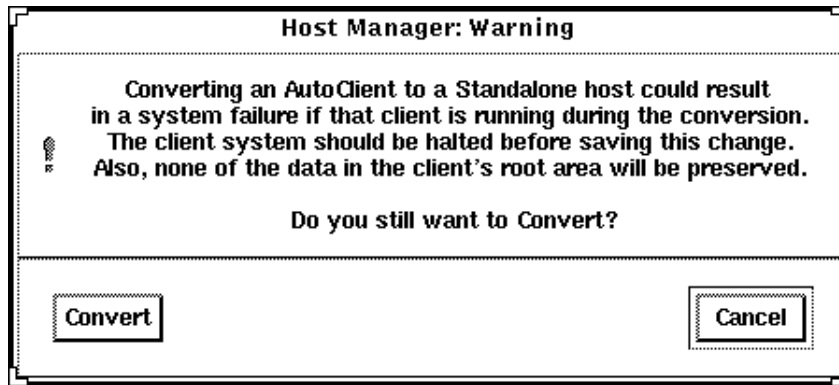 Host Manager: Warning
Converting an AutoClient to a Standalone host could result
in a system failure if that client is running during the conversion.
The client system should be halted before saving this change.
Also, none of the data in the client's root area will be preserved.
Do you still want to Convert?
Convert
Cancel